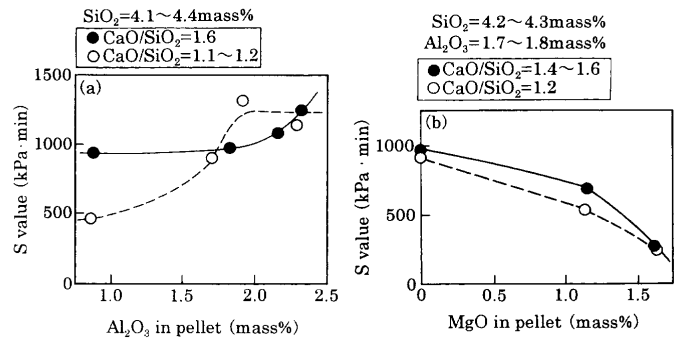 SiO₂=4.1~4.4mass%
● CaO/SiO₂=1.6
○ CaO/SiO₂=1.1~1.2
(a)
1500
1000
500
0
S value (kPa·min)
1.0 1.5 2.0 2.5
Al₂O₃ in pellet (mass%)
SiO₂=4.2~4.3mass%
Al₂O₃=1.7~1.8mass%
● CaO/SiO₂=1.4~1.6
○ CaO/SiO₂=1.2
(b)
1000
500
0
S value (kPa·min)
0 0.5 1.0 1.5
MgO in pellet (mass%)